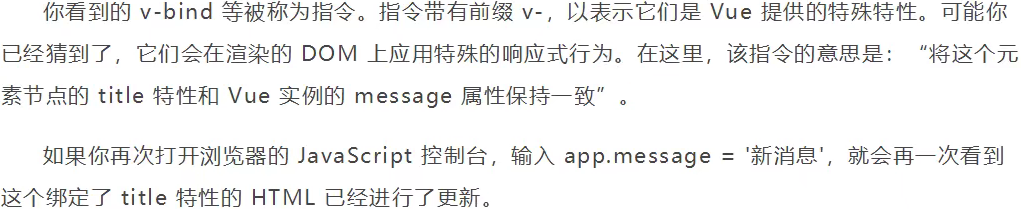 你看到的 v-bind 等被称为指令。指令带有前缀 v-，以表示它们是 Vue 提供的特殊特性。可能你
已经猜到了，它们会在渲染的 DOM 上应用特殊的响应式行为。在这里，该指令的意思是：“将这个元
素节点的 title 特性和 Vue 实例的 message 属性保持一致”。
如果你再次打开浏览器的 JavaScript 控制台，输入 app.message = '新消息'，就会再一次看到
这个绑定了 title 特性的 HTML 已经进行了更新。